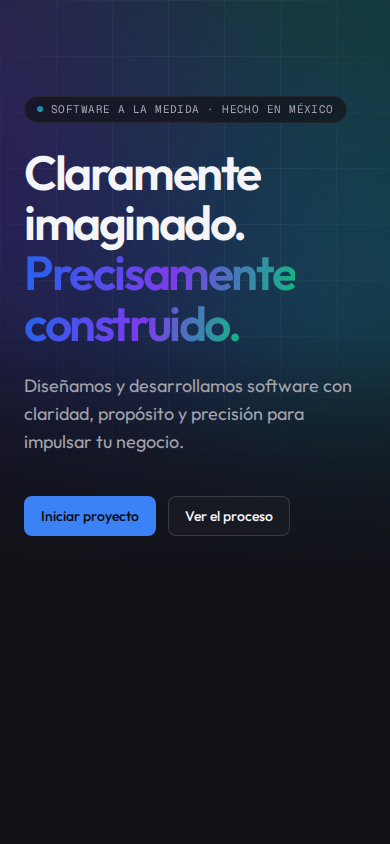 SOFTWARE A LA MEDIDA · HECHO EN MÉXICO
Claramente
imaginado.
Precisamente
construido.
Diseñamos y desarrollamos software con
claridad, propósito y precisión para
impulsar tu negocio.
Iniciar proyecto
Ver el proceso